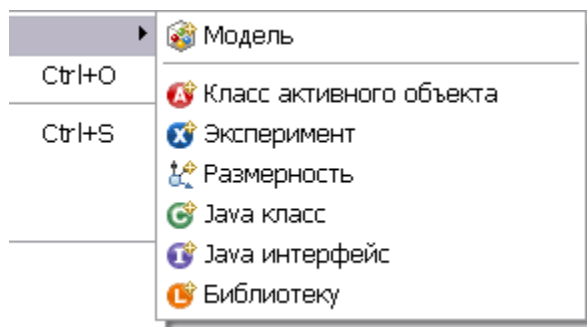 Модель
Ctrl+O
Класс активного объекта
Ctrl+S
Эксперимент
Размерность
Java класс
Java интерфейс
Библиотеку